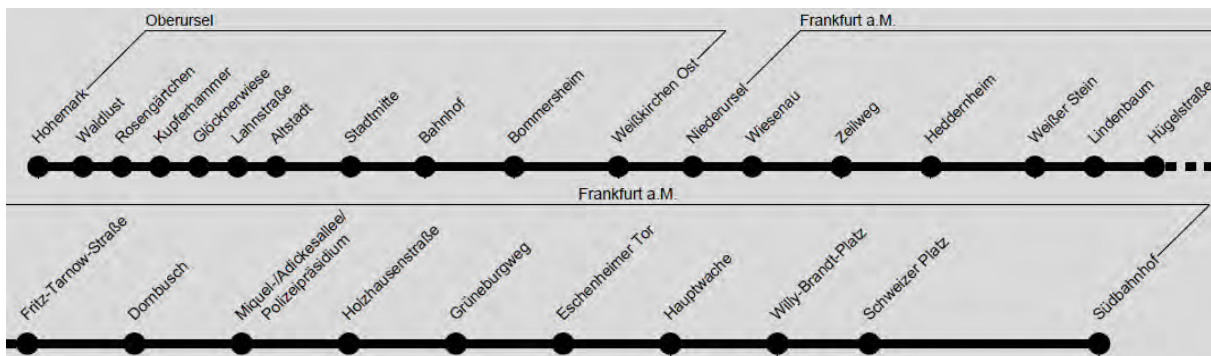 Oberursel
Frankfurt a.M.
Hohemark
Waldlust
Rosengärtchen
Kupferhammer
Glöcknerwiese
Lahnstraße
Altstadt
Stadtmitte
Bahnhof
Bommersheim
Weißkirchen Ost
Niederursel
Wiesenau
Zeilweg
Heddernheim
Weißer Stein
Lindenbaum
Hügelstraße
Frankfurt a.M.
Fritz-Tarnow-Straße
Dornbusch
Miquel-/Adickesallee/
Polizeipräsidium
Holzhausenstraße
Grüneburgweg
Eschenheimer Tor
Hauptwache
Willy-Brandt-Platz
Schweizer Platz
Südbahnhof